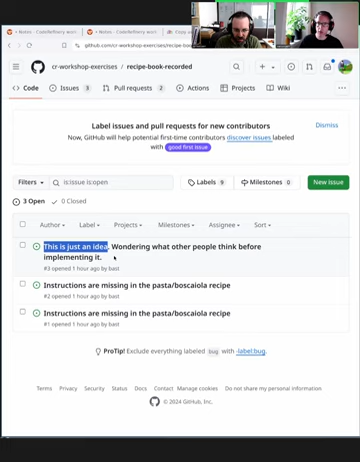 Notes - CodeRefinery work
Notes - CodeRefinery work
Copy a
github.com/cr-workshop-exercises/recipe-boo
cr-workshop-exercises / recipe-book-recorded
Code
Issues 3
Pull requests 2
Actions
Projects
Wiki
Label issues and pull requests for new contributors
Dismiss
Now, GitHub will help potential first-time contributors discover issues labeled
with good first issue
Filters
is:issue is:open
Labels 9
Milestones 0
New issue
3 Open
0 Closed
Author
Label
Projects
Milestones
Assignee
Sort
This is just an idea. Wondering what other people think before
implementing it.
#3 opened 1 hour ago by bast
Instructions are missing in the pasta/boscaiola recipe
#2 opened 1 hour ago by bast
Instructions are missing in the pasta/boscaiola recipe
#1 opened 1 hour ago by bast
ProTip! Exclude everything labeled bug with -label:bug.
Terms
Privacy
Security
Status
Docs
Contact
Manage cookies
Do not share my personal information
© 2024 GitHub, Inc.